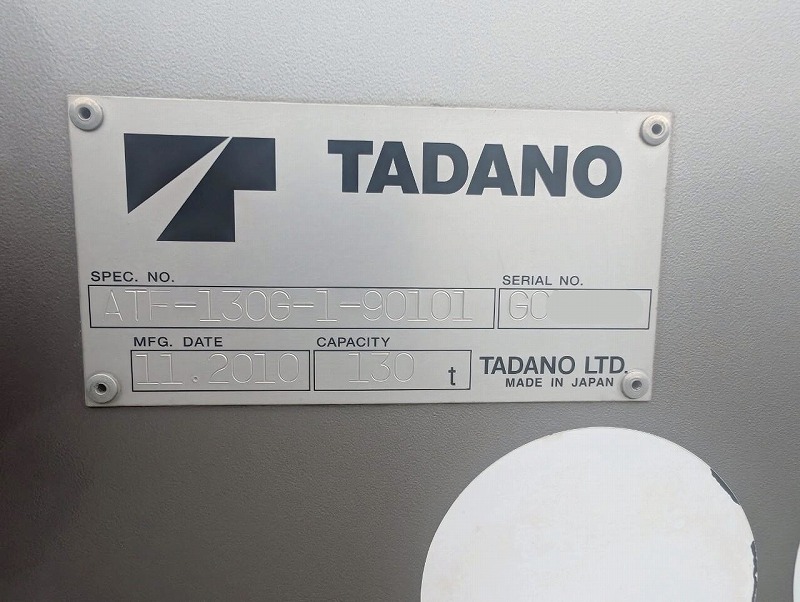 TADANO
SPEC. NO. SERIAL NO.
ATF-130G-1-90101 GC
MFG. DATE CAPACITY
11.2010 130 t TADANO LTD.
MADE IN JAPAN